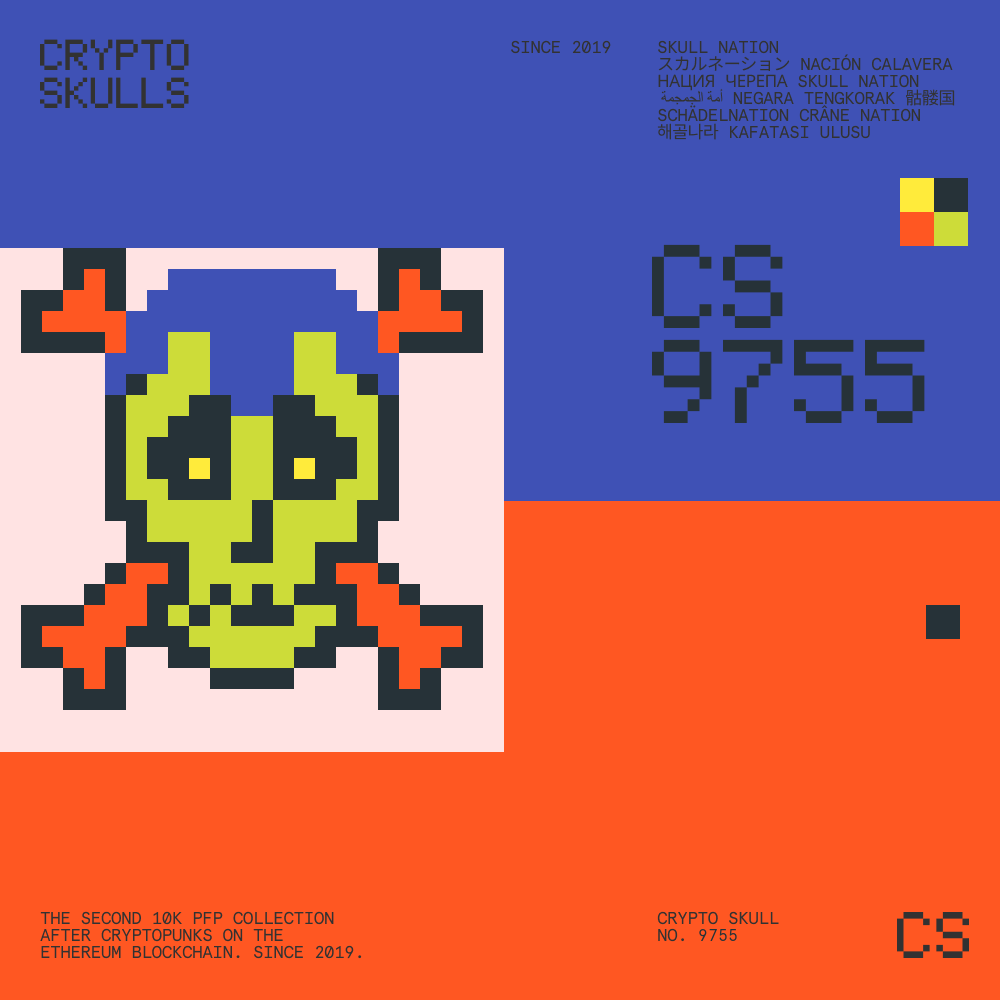 CRYPTO
SKULLS
SINCE 2019
SKULL NATION
スカルネーション NACIÓN CALAVERA
НАЦИЯ ЧЕРЕПА SKULL NATION
أمة الجمجمة NEGARA TENGKORAK 骷髅国
SCHÄDELNATION CRÂNE NATION
해골나라 KAFATASI ULUSU
CS
9755
THE SECOND 10K PFP COLLECTION
AFTER CRYPTOPUNKS ON THE
ETHEREUM BLOCKCHAIN. SINCE 2019.
CRYPTO SKULL
NO. 9755
CS